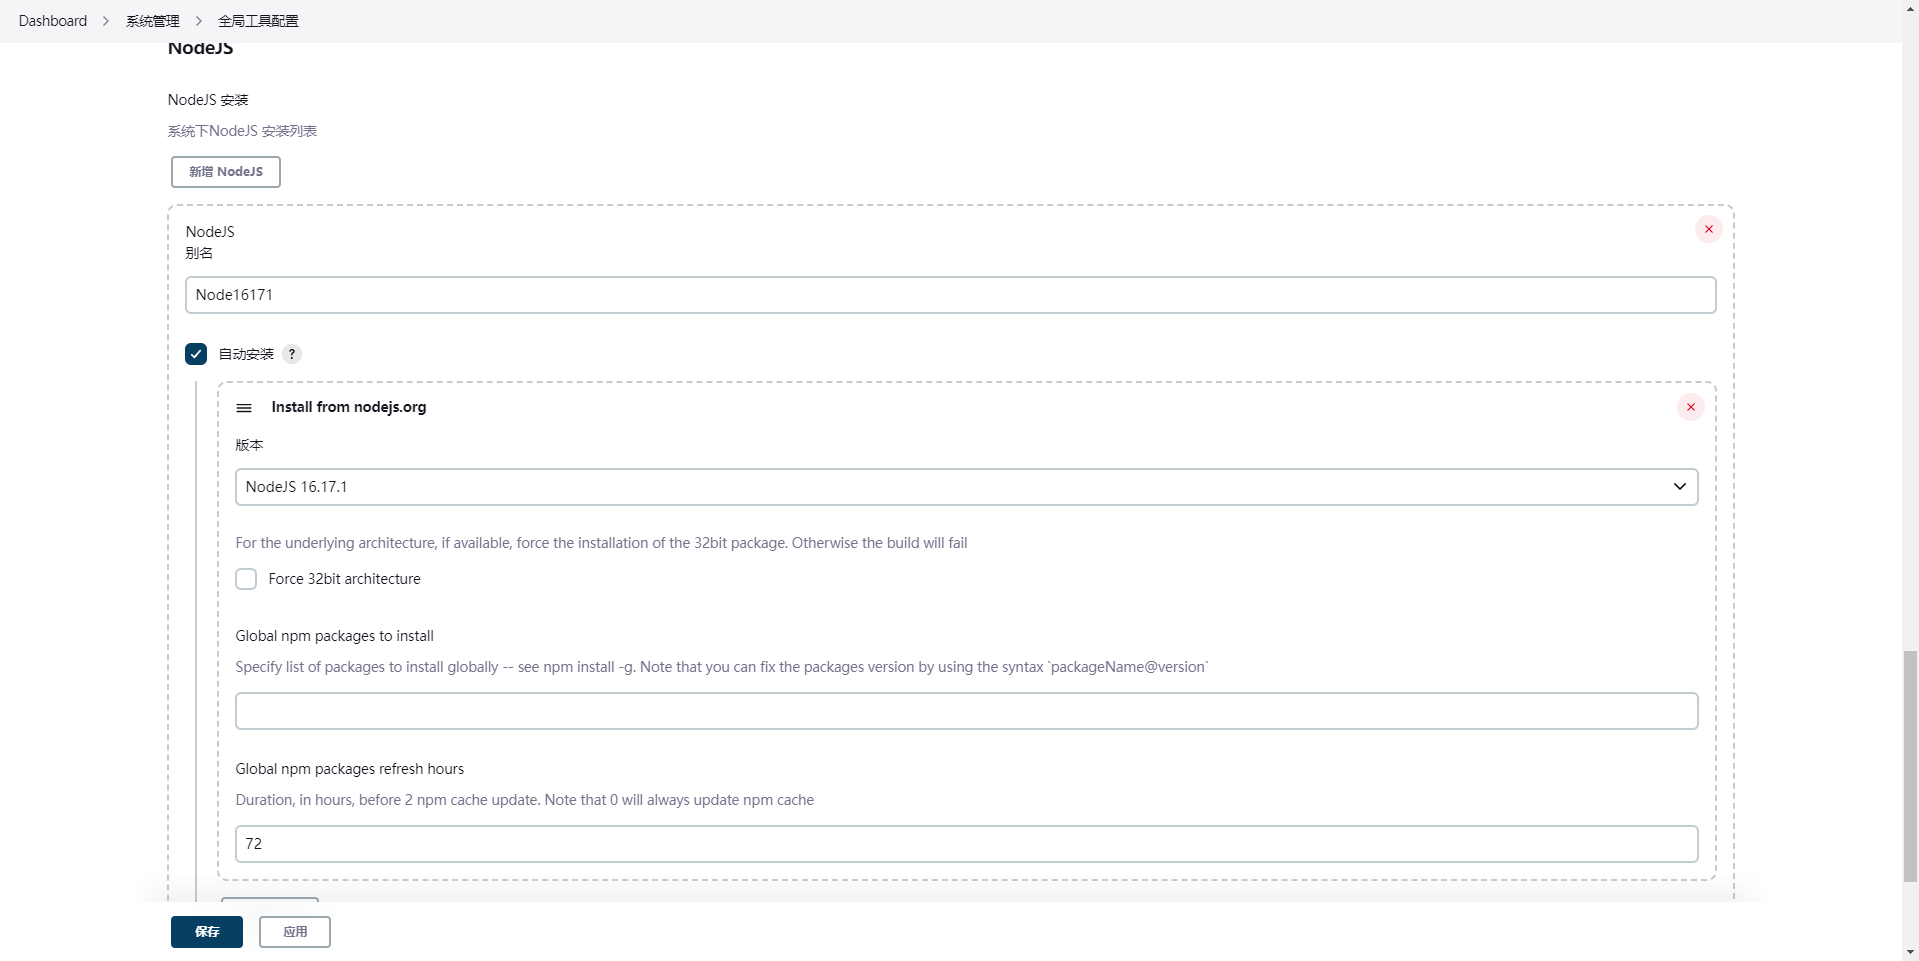 Dashboard > 系统管理 > 全局工具配置
NodeJS
NodeJS 安装
系统下NodeJS 安装列表
新增 NodeJS
NodeJS
别名
Node16171
自动安装 ?
Install from nodejs.org
版本
NodeJS 16.17.1
For the underlying architecture, if available, force the installation of the 32bit package. Otherwise the build will fail
Force 32bit architecture
Global npm packages to install
Specify list of packages to install globally -- see npm install -g. Note that you can fix the packages version by using the syntax `packageName@version`
Global npm packages refresh hours
Duration, in hours, before 2 npm cache update. Note that 0 will always update npm cache
72
保存 应用